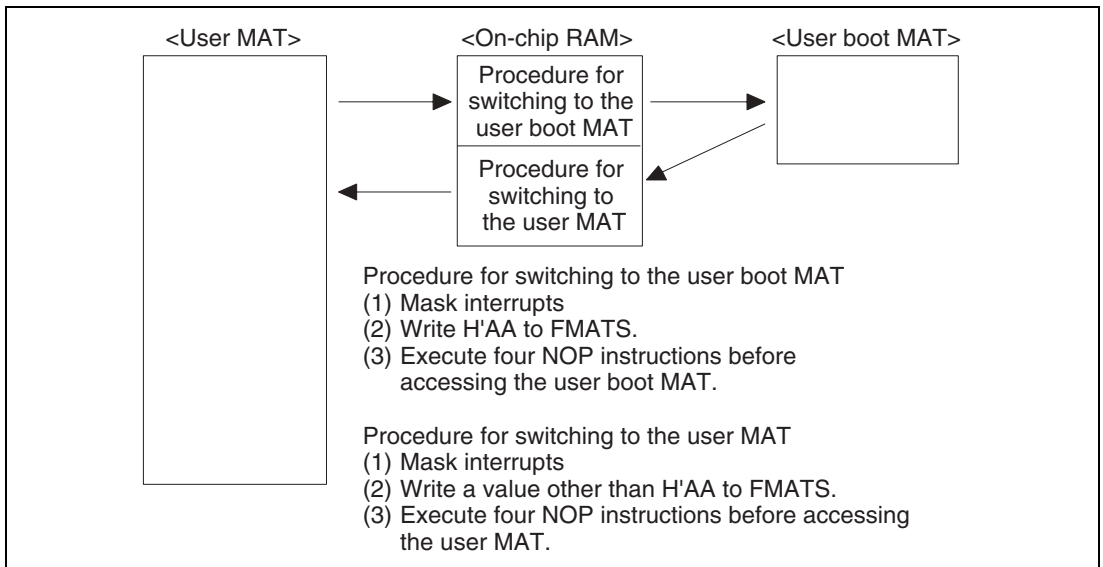 <User MAT>
<On-chip RAM>
<User boot MAT>
Procedure for
switching to the
user boot MAT
Procedure for
switching to
the user MAT
Procedure for switching to the user boot MAT
(1) Mask interrupts
(2) Write H'AA to FMATS.
(3) Execute four NOP instructions before
accessing the user boot MAT.
Procedure for switching to the user MAT
(1) Mask interrupts
(2) Write a value other than H'AA to FMATS.
(3) Execute four NOP instructions before accessing
the user MAT.